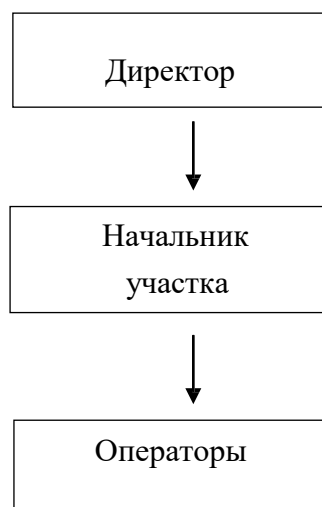 Директор
Начальник
участка
Операторы